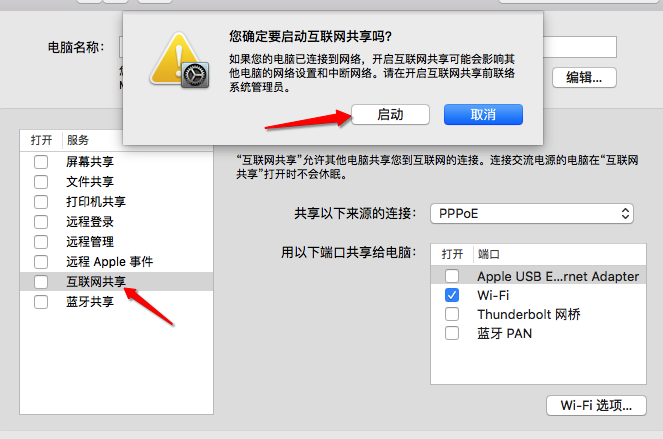 您确定要启动互联网共享吗？
如果您的电脑已连接到网络，开启互联网共享可能会影响其
他电脑的网络设置和中断网络。请在开启互联网共享前联络
系统管理员。
启动
取消
电脑名称：
编辑...
打开 服务
屏幕共享
文件共享
打印机共享
远程登录
远程管理
远程 Apple 事件
互联网共享
蓝牙共享
“互联网共享”允许其他电脑共享您到互联网的连接。连接交流电源的电脑在“互联网
共享”打开时不会休眠。
共享以下来源的连接：
PPPoE
用以下端口共享给电脑：
打开 端口
Apple USB E...rnet Adapter
Wi-Fi
Thunderbolt 网桥
蓝牙 PAN
Wi-Fi 选项...